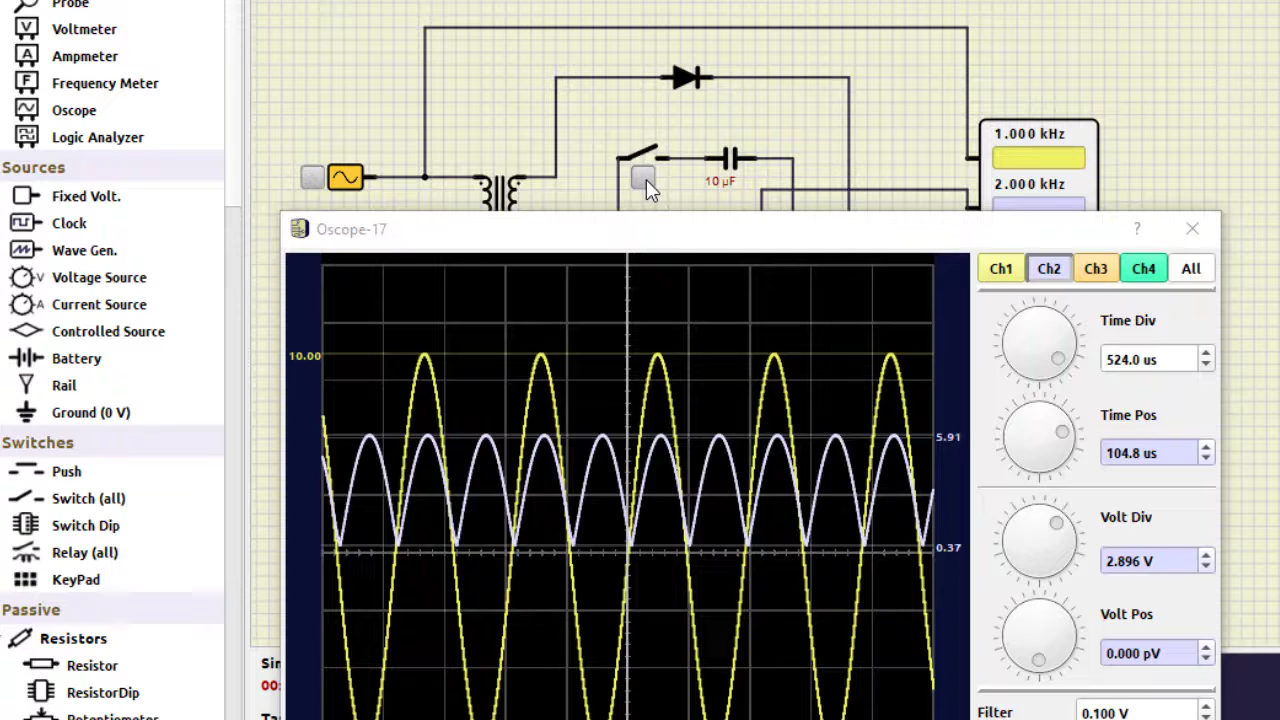 Probe
Voltmeter
Ampmeter
Frequency Meter
Oscope
Logic Analyzer
Sources
Fixed Volt.
Clock
Wave Gen.
Voltage Source
Current Source
Controlled Source
Battery
Rail
Ground (0 V)
Switches
Push
Switch (all)
Switch Dip
Relay (all)
KeyPad
Passive
Resistors
Resistor
ResistorDip
Potentiometer
10 µF
1.000 kHz
2.000 kHz
Oscope-17
?
10.00
5.91
0.37
Ch1
Ch2
Ch3
Ch4
All
Time Div
524.0 us
Time Pos
104.8 us
Volt Div
2.896 V
Volt Pos
0.000 pV
Filter
0.100 V